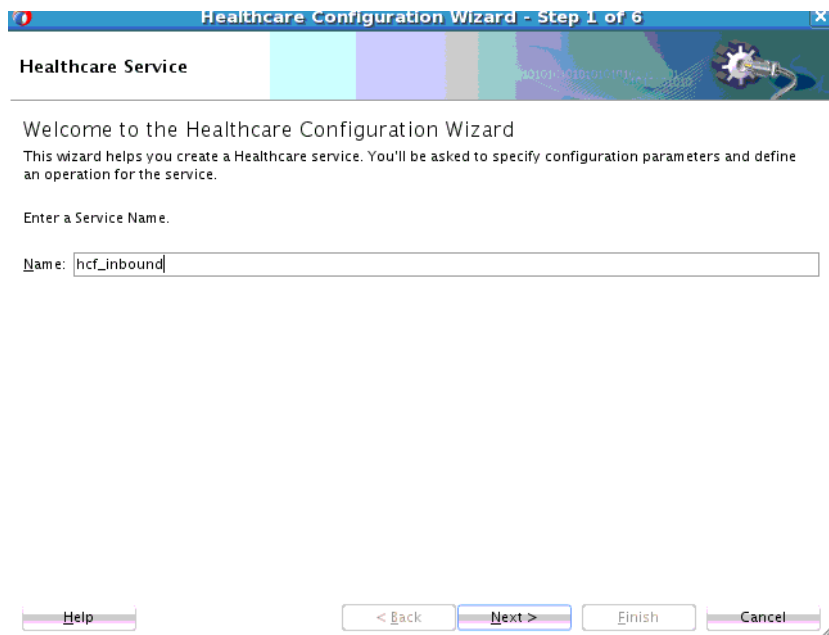 Healthcare Configuration Wizard - Step 1 of 6
Healthcare Service
Welcome to the Healthcare Configuration Wizard
This wizard helps you create a Healthcare service. You'll be asked to specify configuration parameters and define
an operation for the service.
Enter a Service Name.
Name: hcf_inbound
Help < Back Next > Finish Cancel